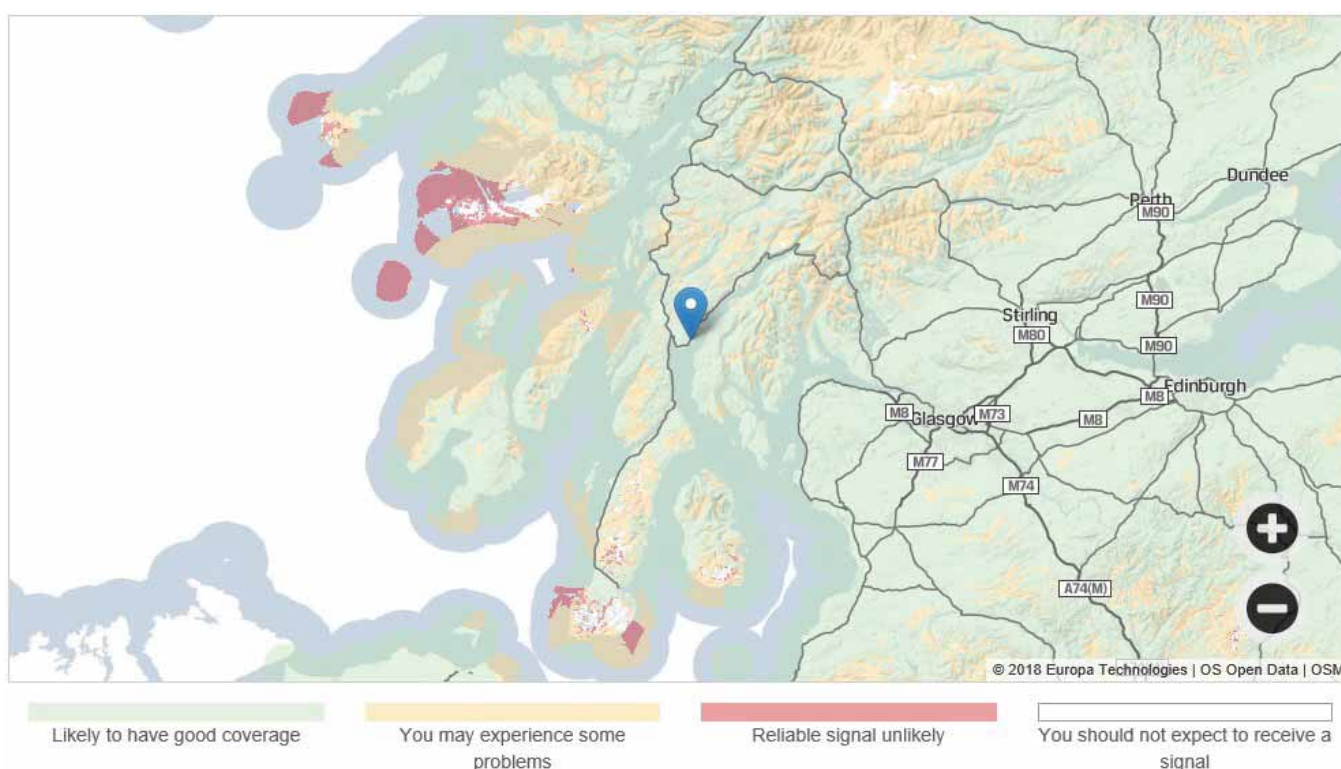 Dundee
Perth
M90
M90
Stirling
M80
M90
Edinburgh
M8
M8
Glasgow
M73
M8
M77
M74
A74(M)
© 2018 Europa Technologies | OS Open Data | OSM
Likely to have good coverage
You may experience some
problems
Reliable signal unlikely
You should not expect to receive a
signal